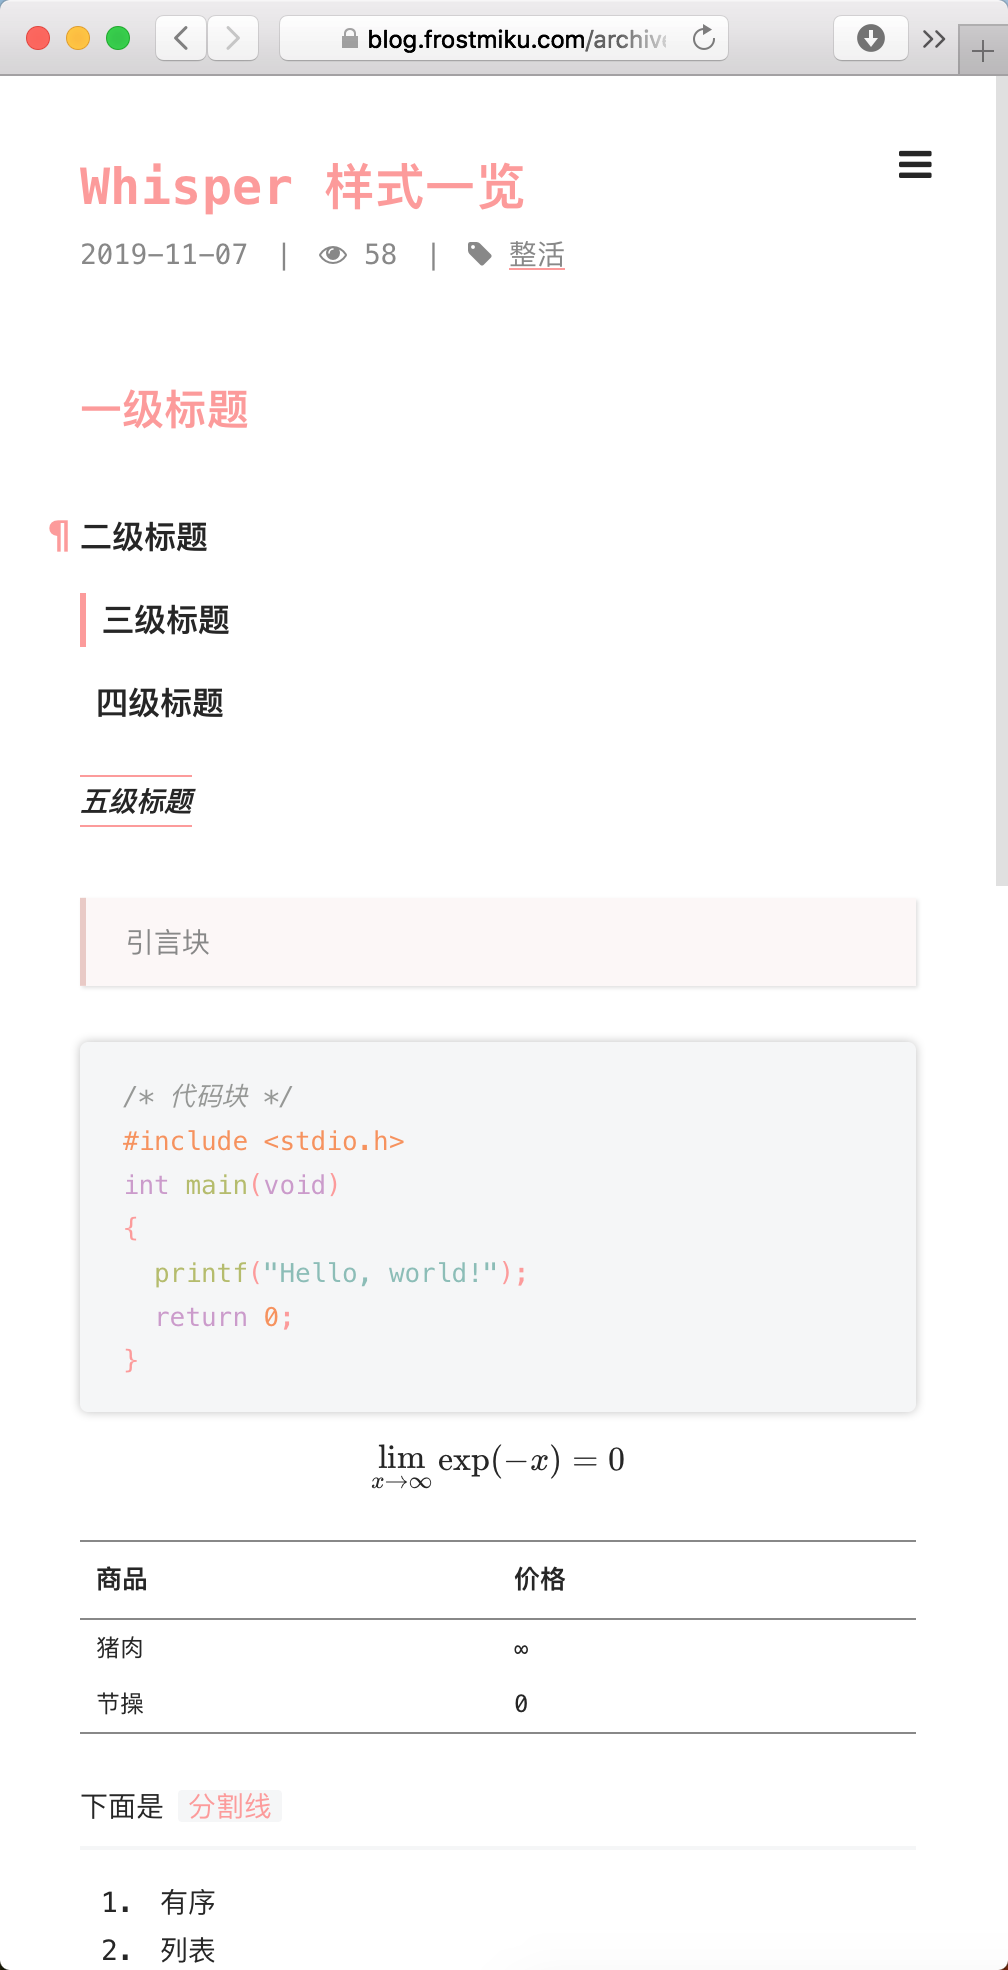 blog.frostmiku.com/archiv
Whisper 样式一览
2019-11-07 | 58 | 整活
一级标题
¶ 二级标题
三级标题
四级标题
五级标题
引言块
/* 代码块 */
#include <stdio.h>
int main(void)
{
  printf("Hello, world!");
  return 0;
}
lim exp(−x) = 0
x→∞
商品 价格
猪肉 ∞
节操 0
下面是 分割线
1. 有序
2. 列表